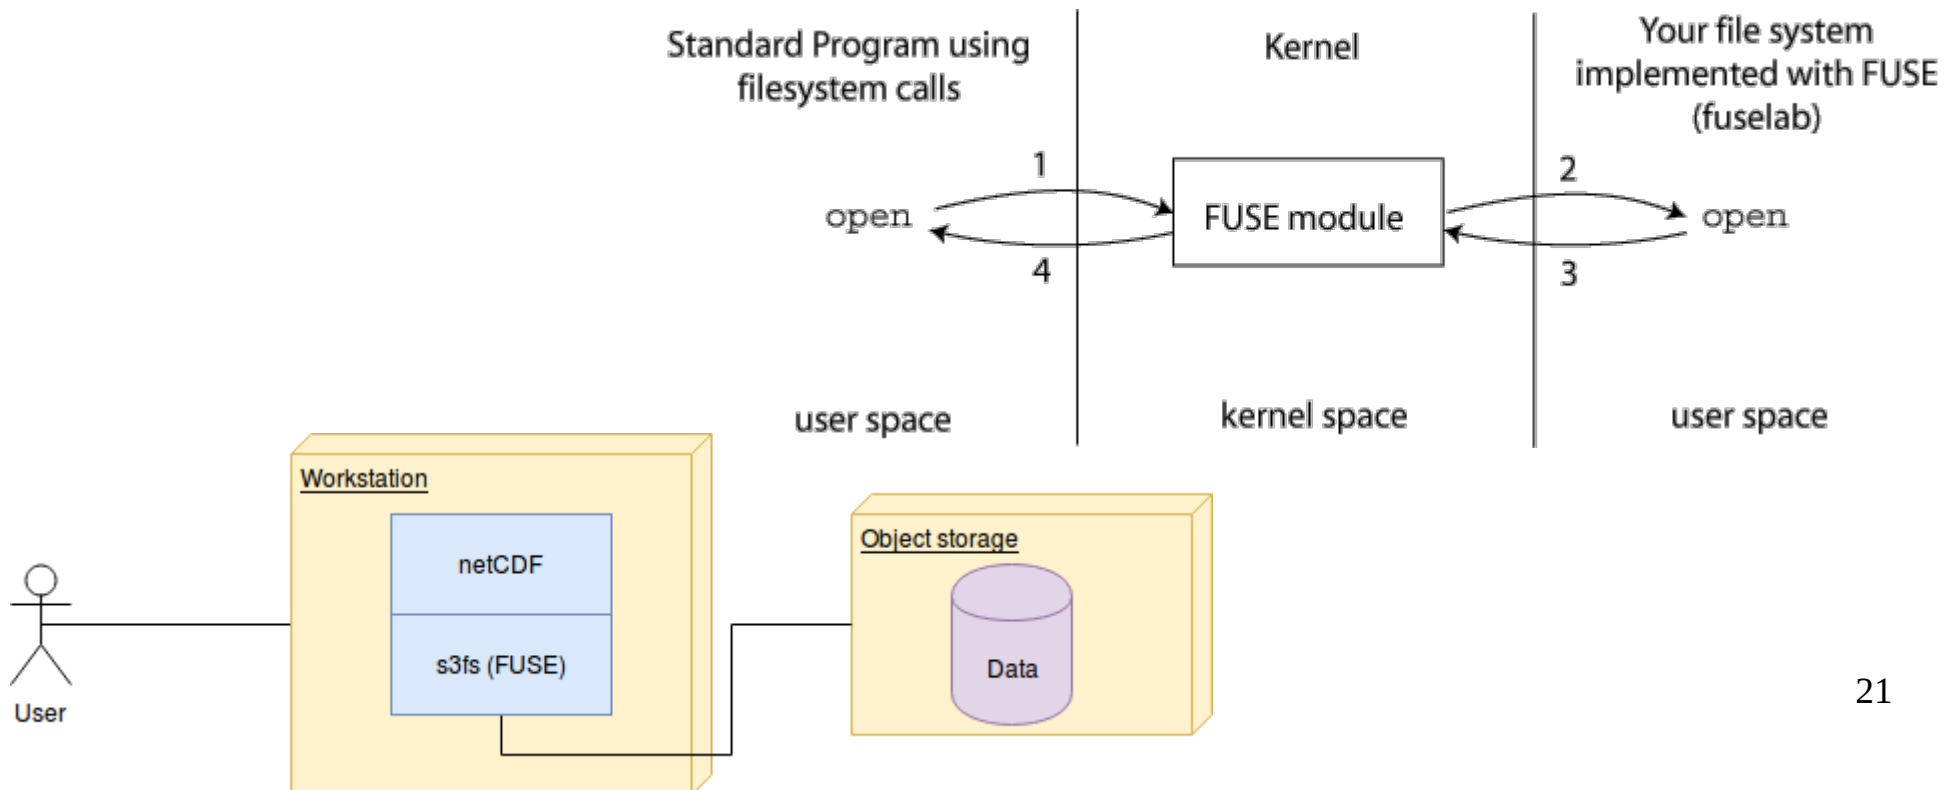 Standard Program using
filesystem calls
Kernel
Your file system
implemented with FUSE
(fuselab)
1
2
open
FUSE module
open
4
3
user space
kernel space
user space
Workstation
netCDF
s3fs (FUSE)
Object storage
Data
User
21